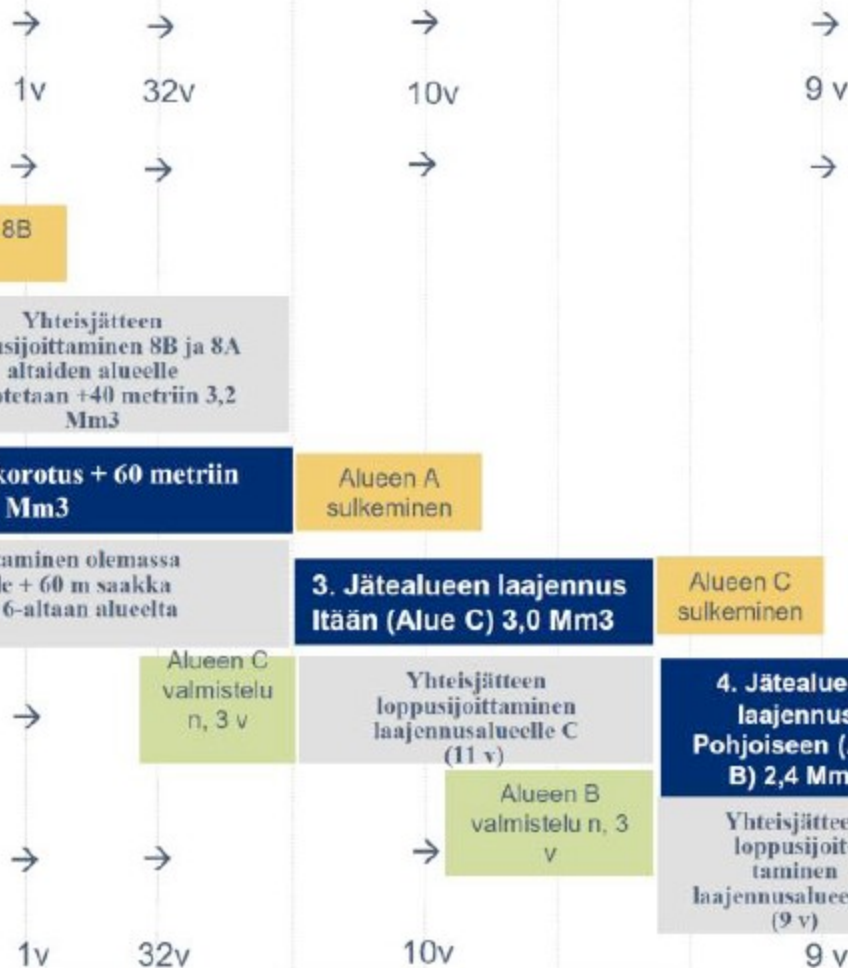 → → → →
1v 32v 10v 9 v
→ → → →
8B
Yhteisjätteen
usijoittaminen 8B ja 8A
altaiden alueelle
otetaan +40 metriin 3,2
Mm3
korotus + 60 metriin
Mm3
Alueen A
sulkeminen
taminen olemassa
le + 60 m saakka
6-altaan alueelta
3. Jätealueen laajennus
Itään (Alue C) 3,0 Mm3
Alueen C
sulkeminen
Alueen C
valmistelu
n, 3 v
→
Yhteisjätteen
loppusijoittaminen
laajennusalueelle C
(11 v)
4. Jätealue
laajennus
Pohjoiseen (
B) 2,4 Mm
Alueen B
valmistelu n, 3
v
Yhteisjättee
loppusijoit
taminen
laajennusaluee
(9 v)
→ → →
1v 32v 10v 9 v